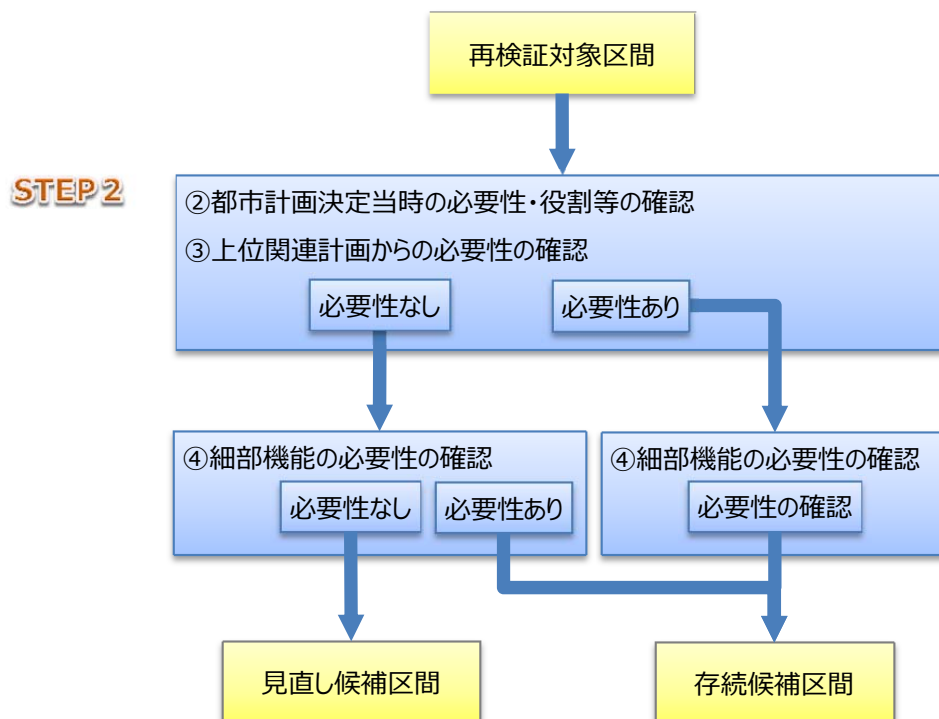 再検証対象区間
STEP 2
②都市計画決定当時の必要性・役割等の確認
③上位関連計画からの必要性の確認
必要性なし
必要性あり
④細部機能の必要性の確認
必要性なし
必要性あり
④細部機能の必要性の確認
必要性の確認
見直し候補区間
存続候補区間